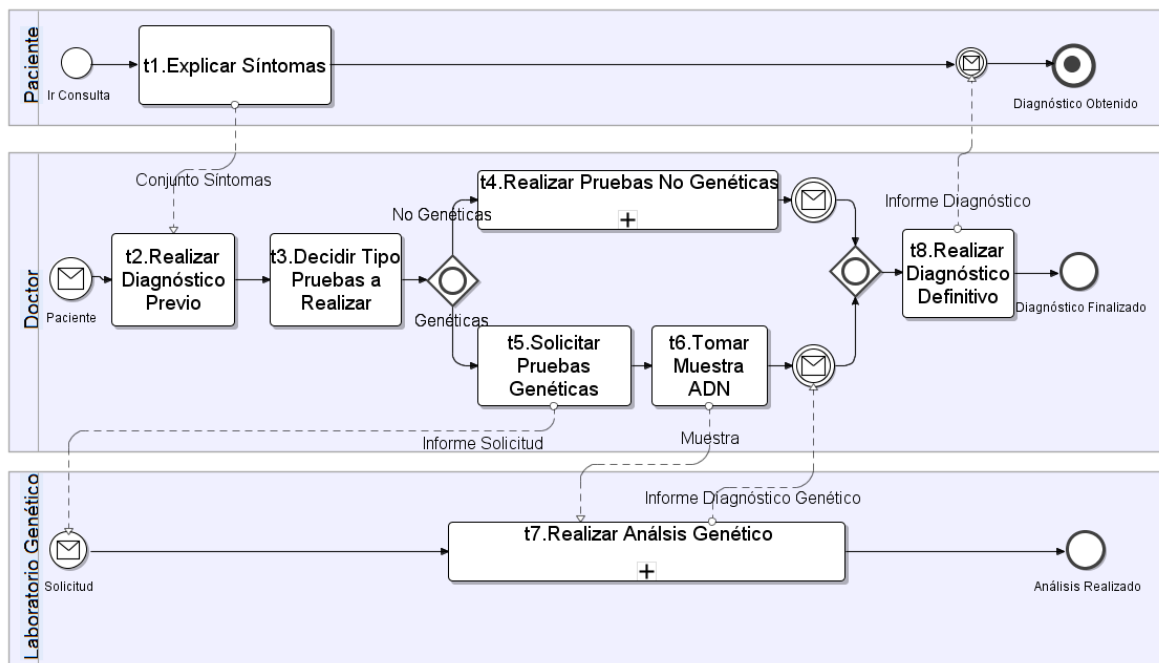 Paciente
Ir Consulta
t1.Explicar Síntomas
Diagnóstico Obtenido
Doctor
Conjunto Síntomas
Paciente
t2.Realizar
Diagnóstico
Previo
t3.Decidir Tipo
Pruebas a
Realizar
No Genéticas
Genéticas
t4.Realizar Pruebas No Genéticas
t5.Solicitar
Pruebas
Genéticas
t6.Tomar
Muestra
ADN
Informe Diagnóstico
t8.Realizar
Diagnóstico
Definitivo
Diagnóstico Finalizado
Informe Solicitud
Muestra
Laboratorio Genético
Informe Diagnóstico Genético
Solicitud
t7.Realizar Análsis Genético
Análisis Realizado